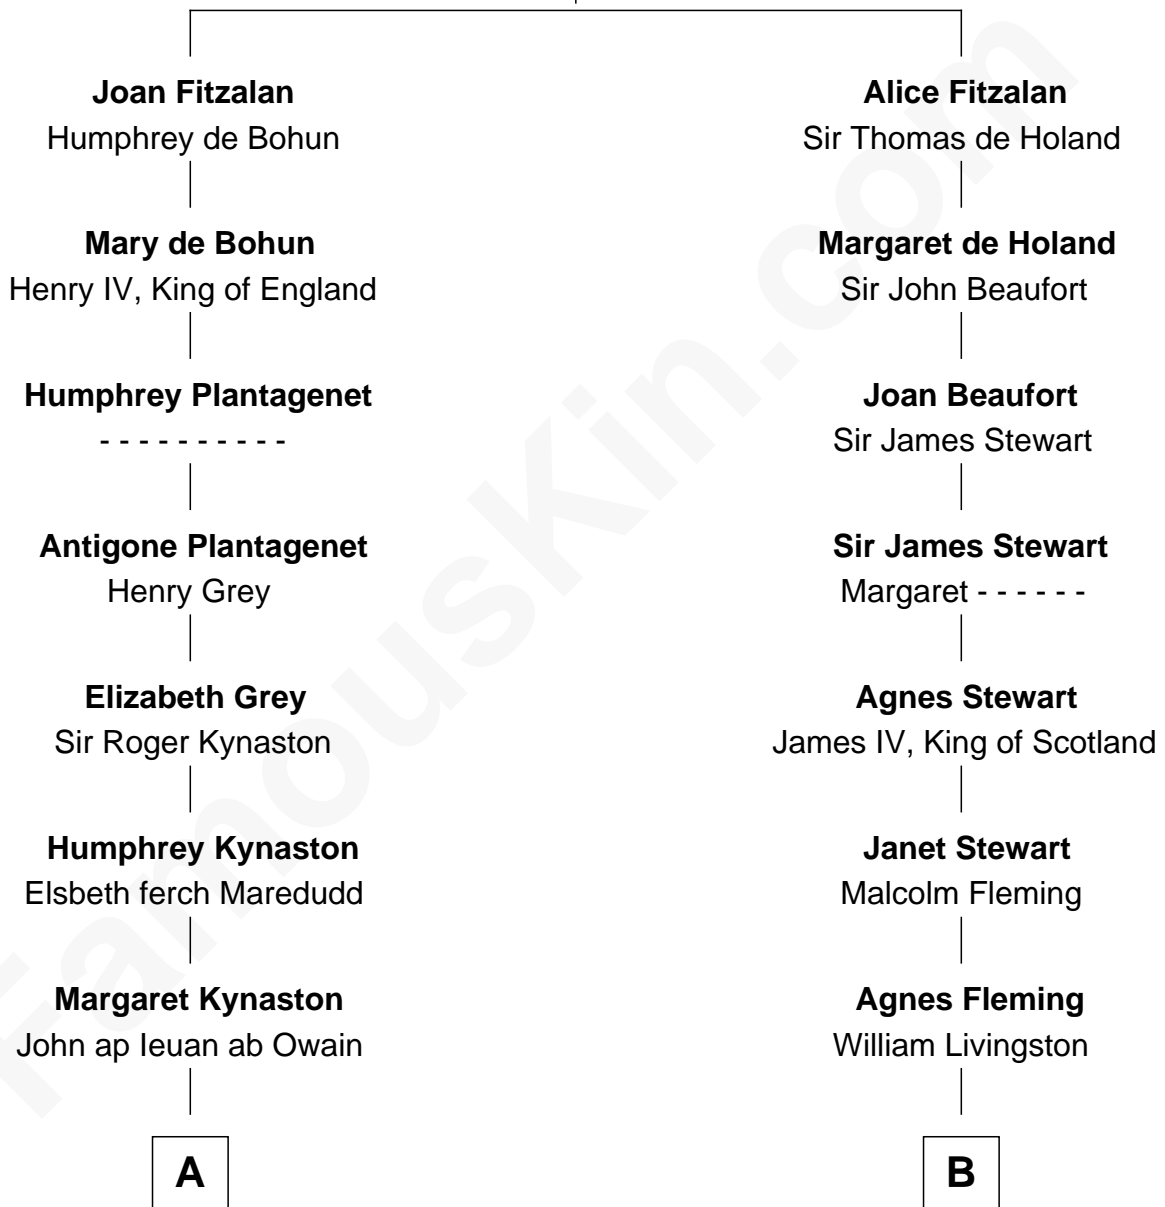 Joan Fitzalan
Humphrey de Bohun
Mary de Bohun
Henry IV, King of England
Humphrey Plantagenet
- - - - - - - - - -
Antigone Plantagenet
Henry Grey
Elizabeth Grey
Sir Roger Kynaston
Humphrey Kynaston
Elsbeth ferch Maredudd
Margaret Kynaston
John ap Ieuan ab Owain
A
Alice Fitzalan
Sir Thomas de Holand
Margaret de Holand
Sir John Beaufort
Joan Beaufort
Sir James Stewart
Sir James Stewart
Margaret - - - - - -
Agnes Stewart
James IV, King of Scotland
Janet Stewart
Malcolm Fleming
Agnes Fleming
William Livingston
B
FamousKin.com